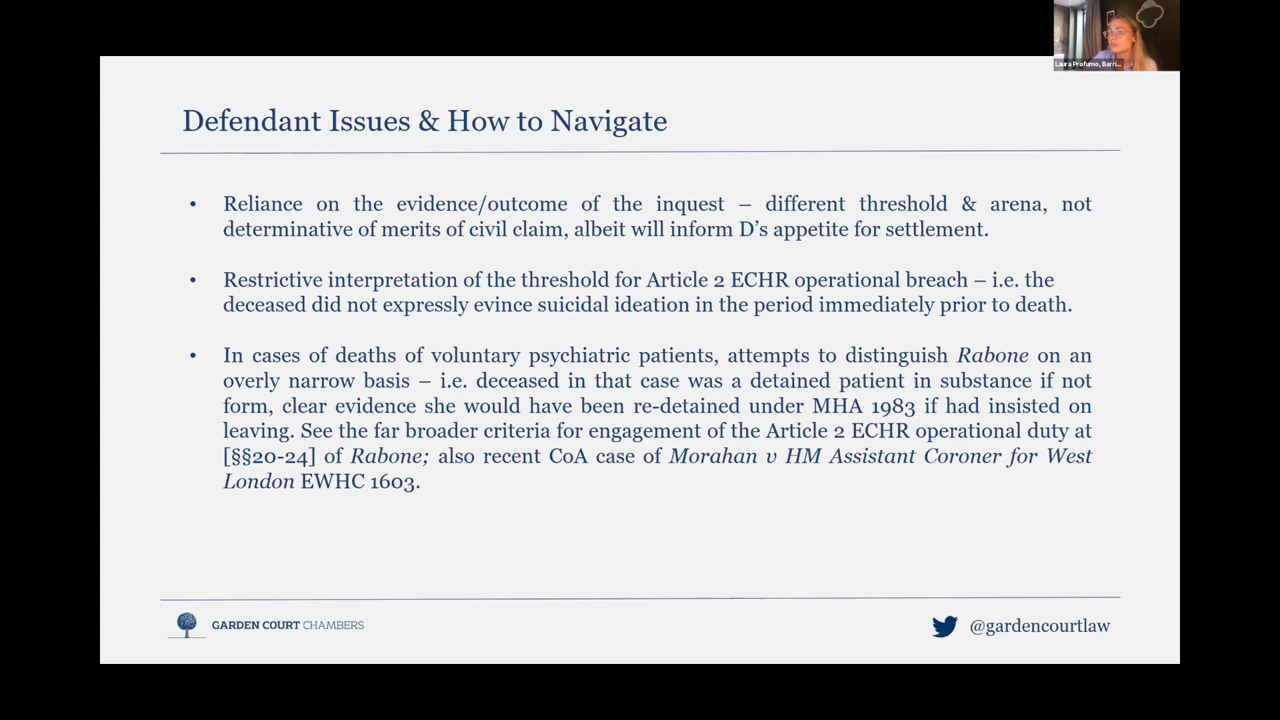 Laura Profumo, Barri...
Defendant Issues & How to Navigate
• Reliance on the evidence/outcome of the inquest – different threshold & arena, not
determinative of merits of civil claim, albeit will inform D's appetite for settlement.
• Restrictive interpretation of the threshold for Article 2 ECHR operational breach – i.e. the
deceased did not expressly evince suicidal ideation in the period immediately prior to death.
• In cases of deaths of voluntary psychiatric patients, attempts to distinguish Rabone on an
overly narrow basis – i.e. deceased in that case was a detained patient in substance if not
form, clear evidence she would have been re-detained under MHA 1983 if had insisted on
leaving. See the far broader criteria for engagement of the Article 2 ECHR operational duty at
[§§20-24] of Rabone; also recent CoA case of Morahan v HM Assistant Coroner for West
London EWHC 1603.
GARDEN COURT CHAMBERS
@gardencourtlaw